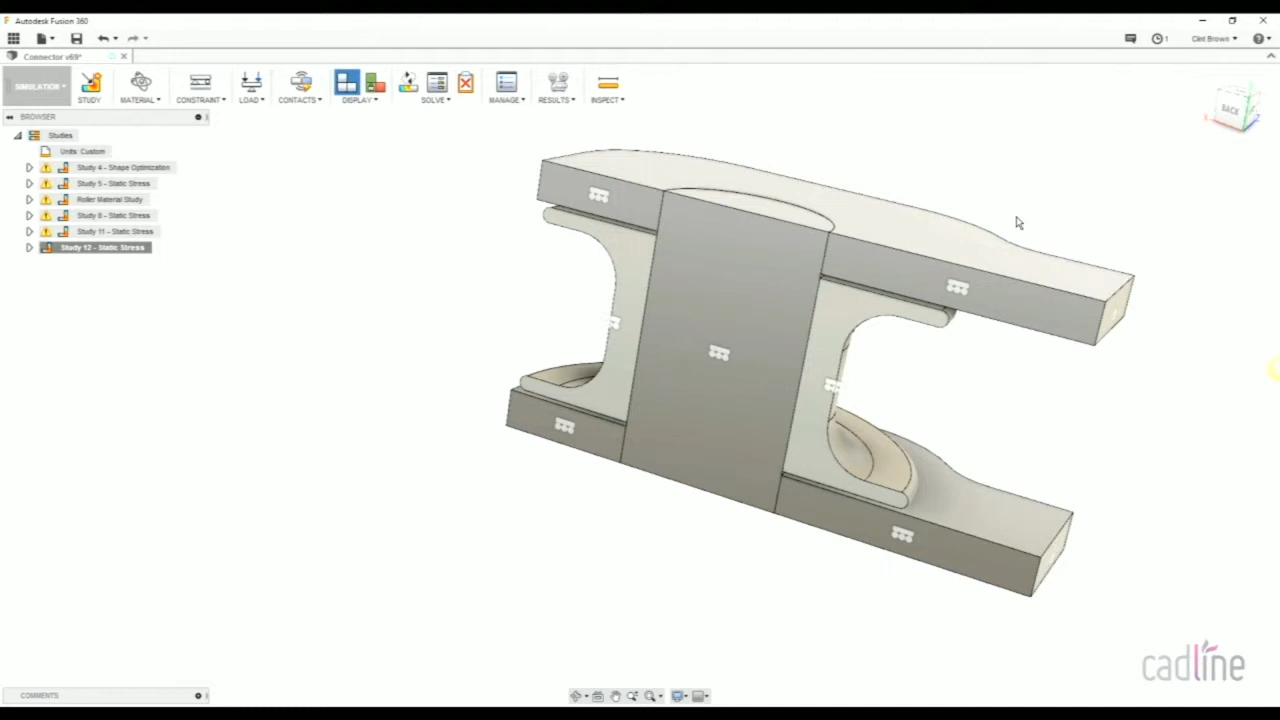 Autodesk Fusion 360
1
Clint Brown
Connector v69*
SIMULATION
STUDY
MATERIAL
CONSTRAINT
LOAD
CONTACTS
DISPLAY
SOLVE
MANAGE
RESULTS
INSPECT
BROWSER
BACK
X
Z
Studies
Units: Custom
Study 4 - Shape Optimization
Study 5 - Static Stress
Roller Material Study
Study 8 - Static Stress
Study 11 - Static Stress
Study 12 - Static Stress
cadline
COMMENTS